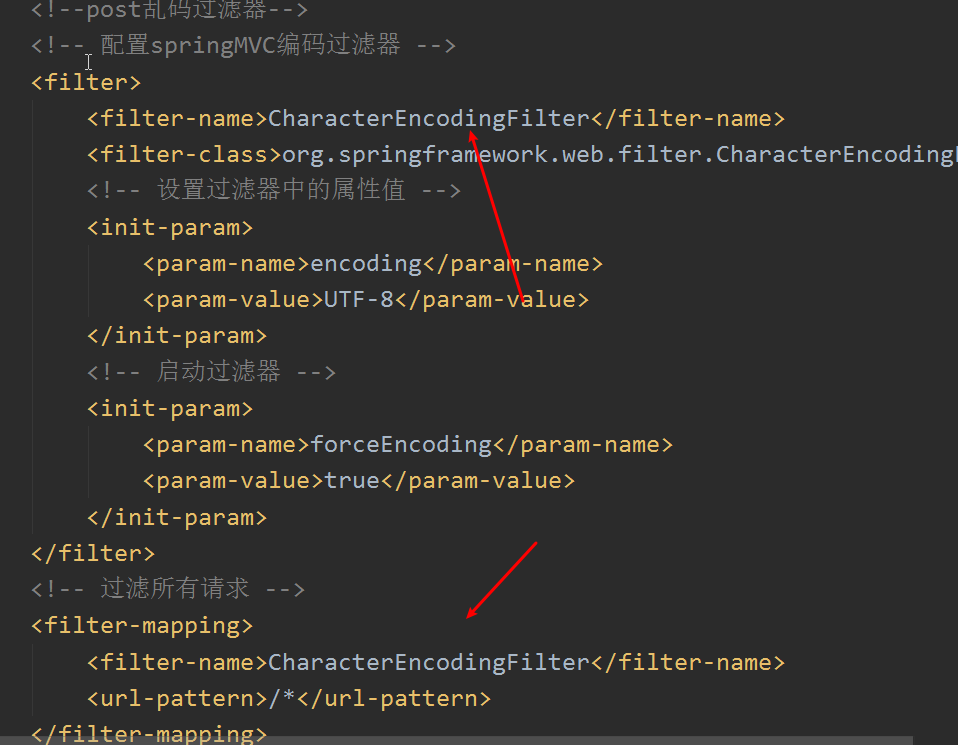 <!--post乱码过滤器-->
<!-- 配置springMVC编码过滤器 -->
<filter>
<filter-name>CharacterEncodingFilter</filter-name>
<filter-class>org.springframework.web.filter.CharacterEncoding
<!-- 设置过滤器中的属性值 -->
<init-param>
<param-name>encoding</param-name>
<param-value>UTF-8</param-value>
</init-param>
<!-- 启动过滤器 -->
<init-param>
<param-name>forceEncoding</param-name>
<param-value>true</param-value>
</init-param>
</filter>
<!-- 过滤所有请求 -->
<filter-mapping>
<filter-name>CharacterEncodingFilter</filter-name>
<url-pattern>/*</url-pattern>
</filter-mapping>